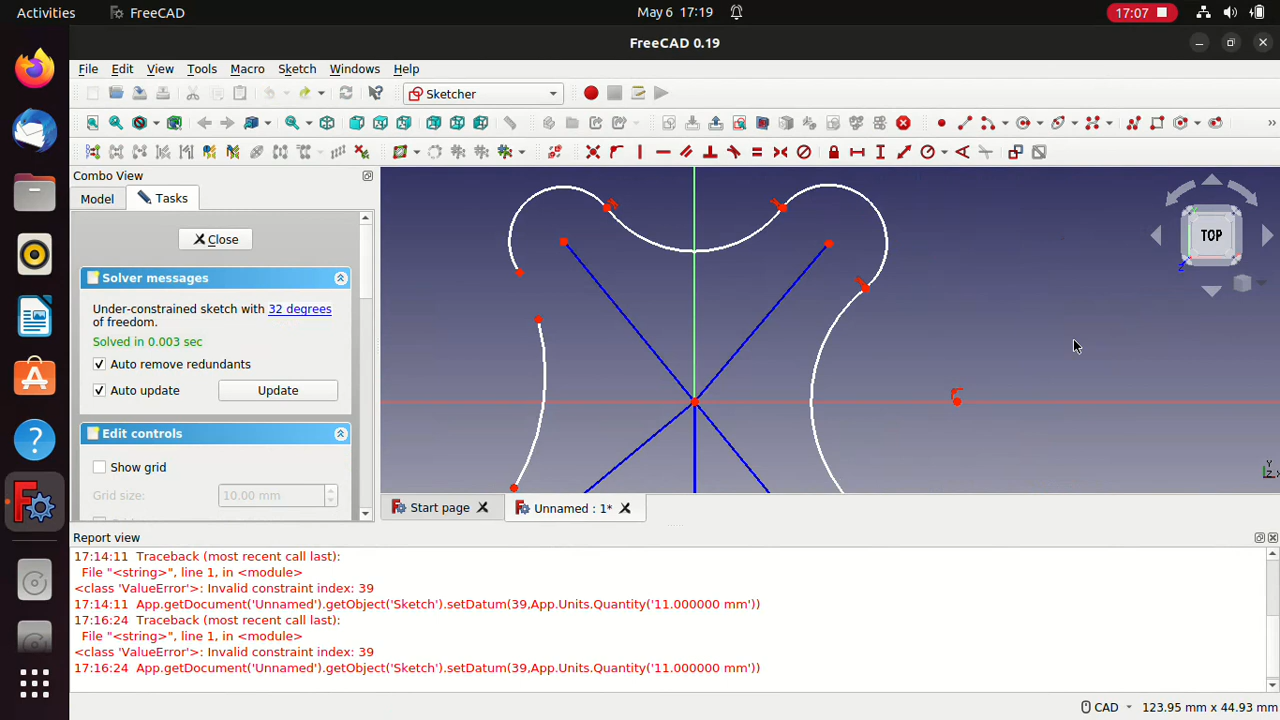 Activities FreeCAD May 6 17:19 17:07
FreeCAD 0.19
File Edit View Tools Macro Sketch Windows Help
Sketcher
Combo View
Model Tasks
Close
Solver messages
Under-constrained sketch with 32 degrees
of freedom.
Solved in 0.003 sec
Auto remove redundants
Auto update Update
Edit controls
Show grid
Grid size: 10.00 mm
TOP
Z
Y
Z X
Start page Unnamed : 1*
Report view
17:14:11 Traceback (most recent call last):
File "<string>", line 1, in <module>
<class 'ValueError'>: Invalid constraint index: 39
17:14:11 App.getDocument('Unnamed').getObject('Sketch').setDatum(39,App.Units.Quantity('11.000000 mm'))
17:16:24 Traceback (most recent call last):
File "<string>", line 1, in <module>
<class 'ValueError'>: Invalid constraint index: 39
17:16:24 App.getDocument('Unnamed').getObject('Sketch').setDatum(39,App.Units.Quantity('11.000000 mm'))
CAD 123.95 mm x 44.93 mm